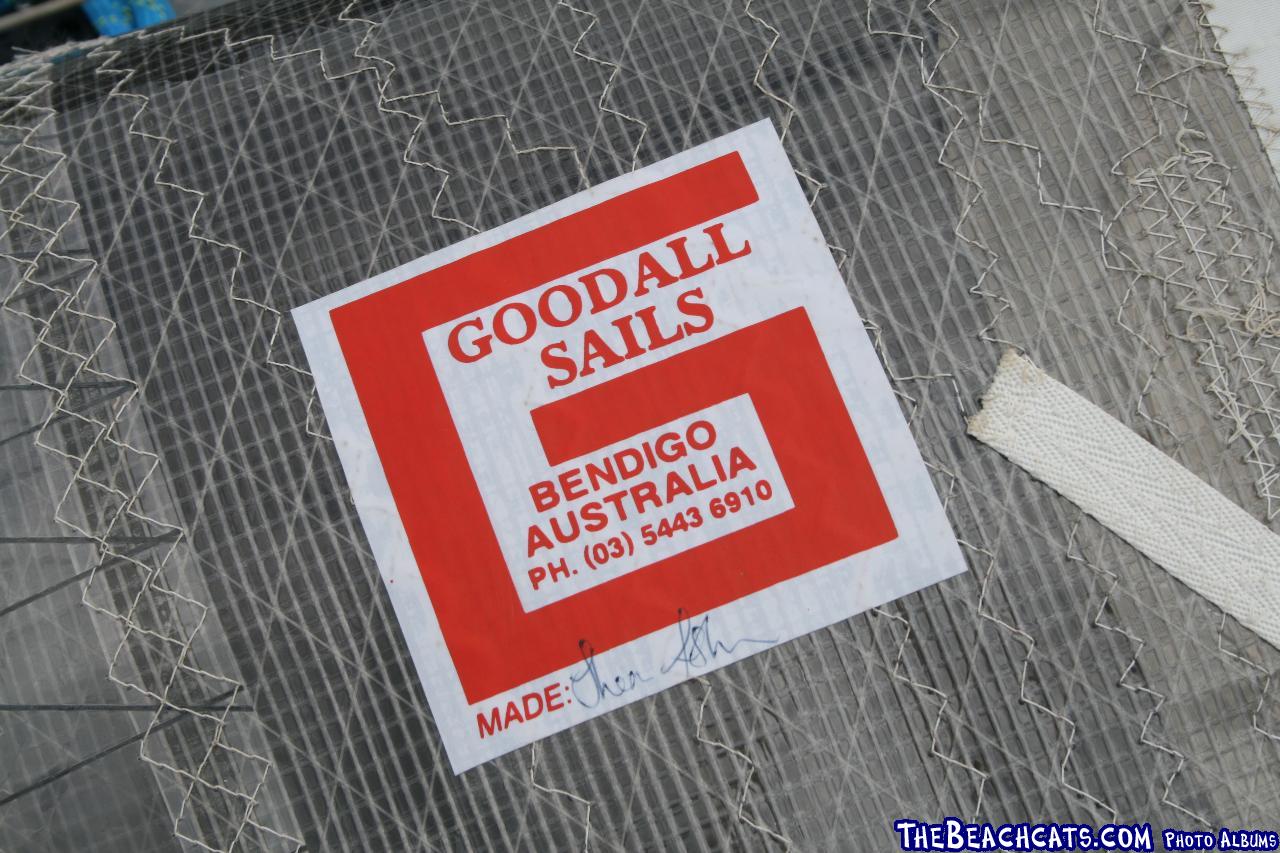 GOODALL
SAILS
BENDIGO
AUSTRALIA
PH. (03) 5443 6910
MADE:
THEBEACHCATS.COM PHOTO ALBUMS